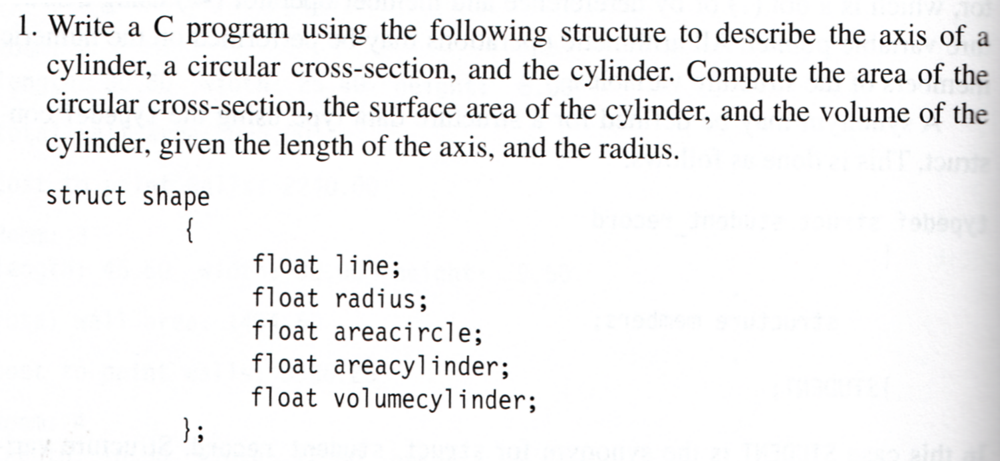 1. Write a C program using the following structure to describe the axis of a
cylinder, a circular cross-section, and the cylinder. Compute the area of the
circular cross-section, the surface area of the cylinder, and the volume of the
cylinder, given the length of the axis, and the radius.
struct shape
{
float line;
float radius;
float areacircle;
float areacylinder;
float volumecylinder;
};